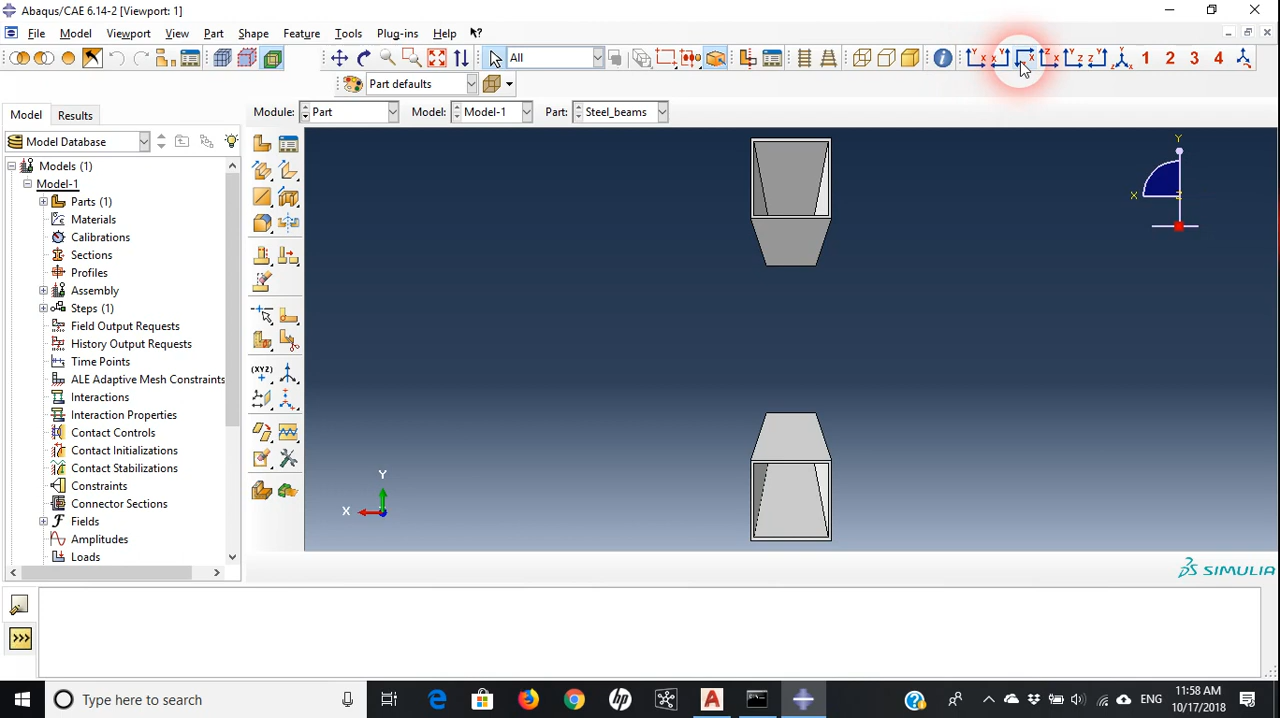 Abaqus/CAE 6.14-2 [Viewport: 1]
File Model Viewport View Part Shape Feature Tools Plug-ins Help
All
1 2 3 4
Part defaults
Model Results
Module: Part Model: Model-1 Part: Steel_beams
Model Database
Models (1)
Model-1
Parts (1)
Materials
Calibrations
Sections
Profiles
Assembly
Steps (1)
Field Output Requests
History Output Requests
Time Points
ALE Adaptive Mesh Constraints
Interactions
Interaction Properties
Contact Controls
Contact Initializations
Contact Stabilizations
Constraints
Connector Sections
Fields
Amplitudes
Loads
(XYZ)
Y
X
Z
Y
X
SIMULIA
>>>
Type here to search
ENG
11:58 AM
10/17/2018